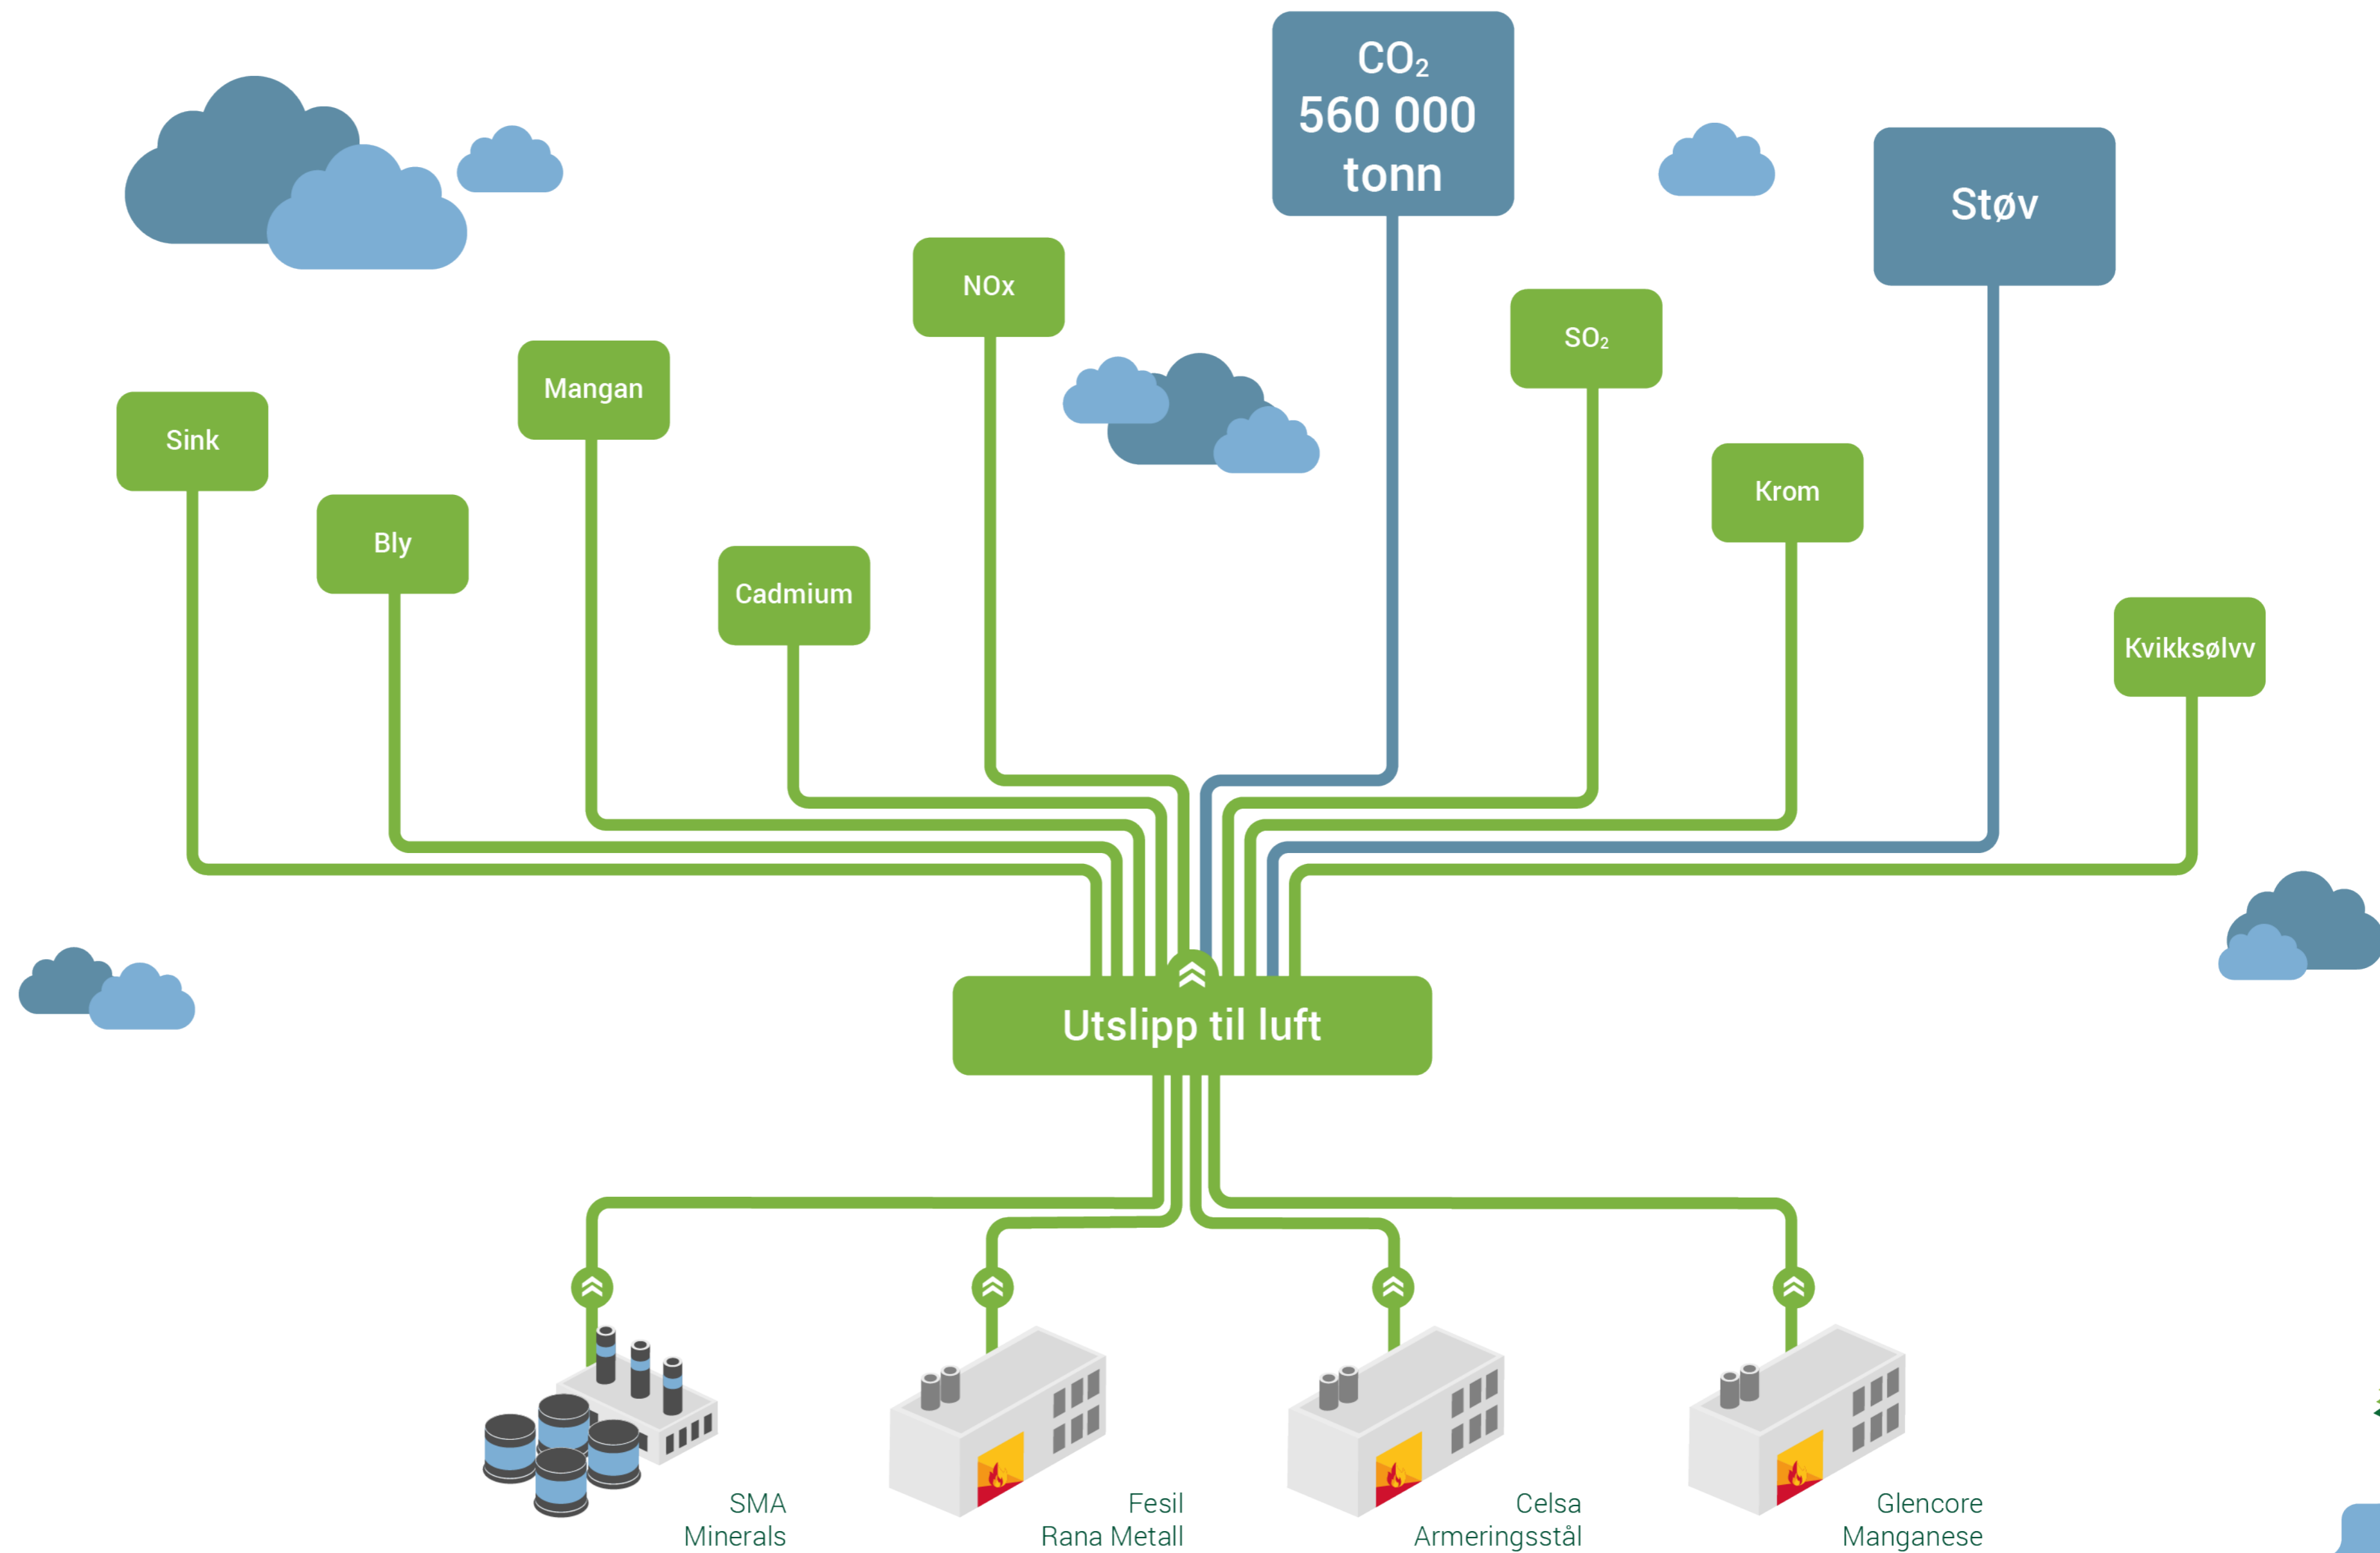 CO₂
560 000
tonn
Støv
NOx
SO₂
Mangan
Sink
Krom
Bly
Cadmium
Kvikksølvv
Utslipp til luft
SMA
Minerals
Fesil
Rana Metall
Celsa
Armeringsstål
Glencore
Manganese